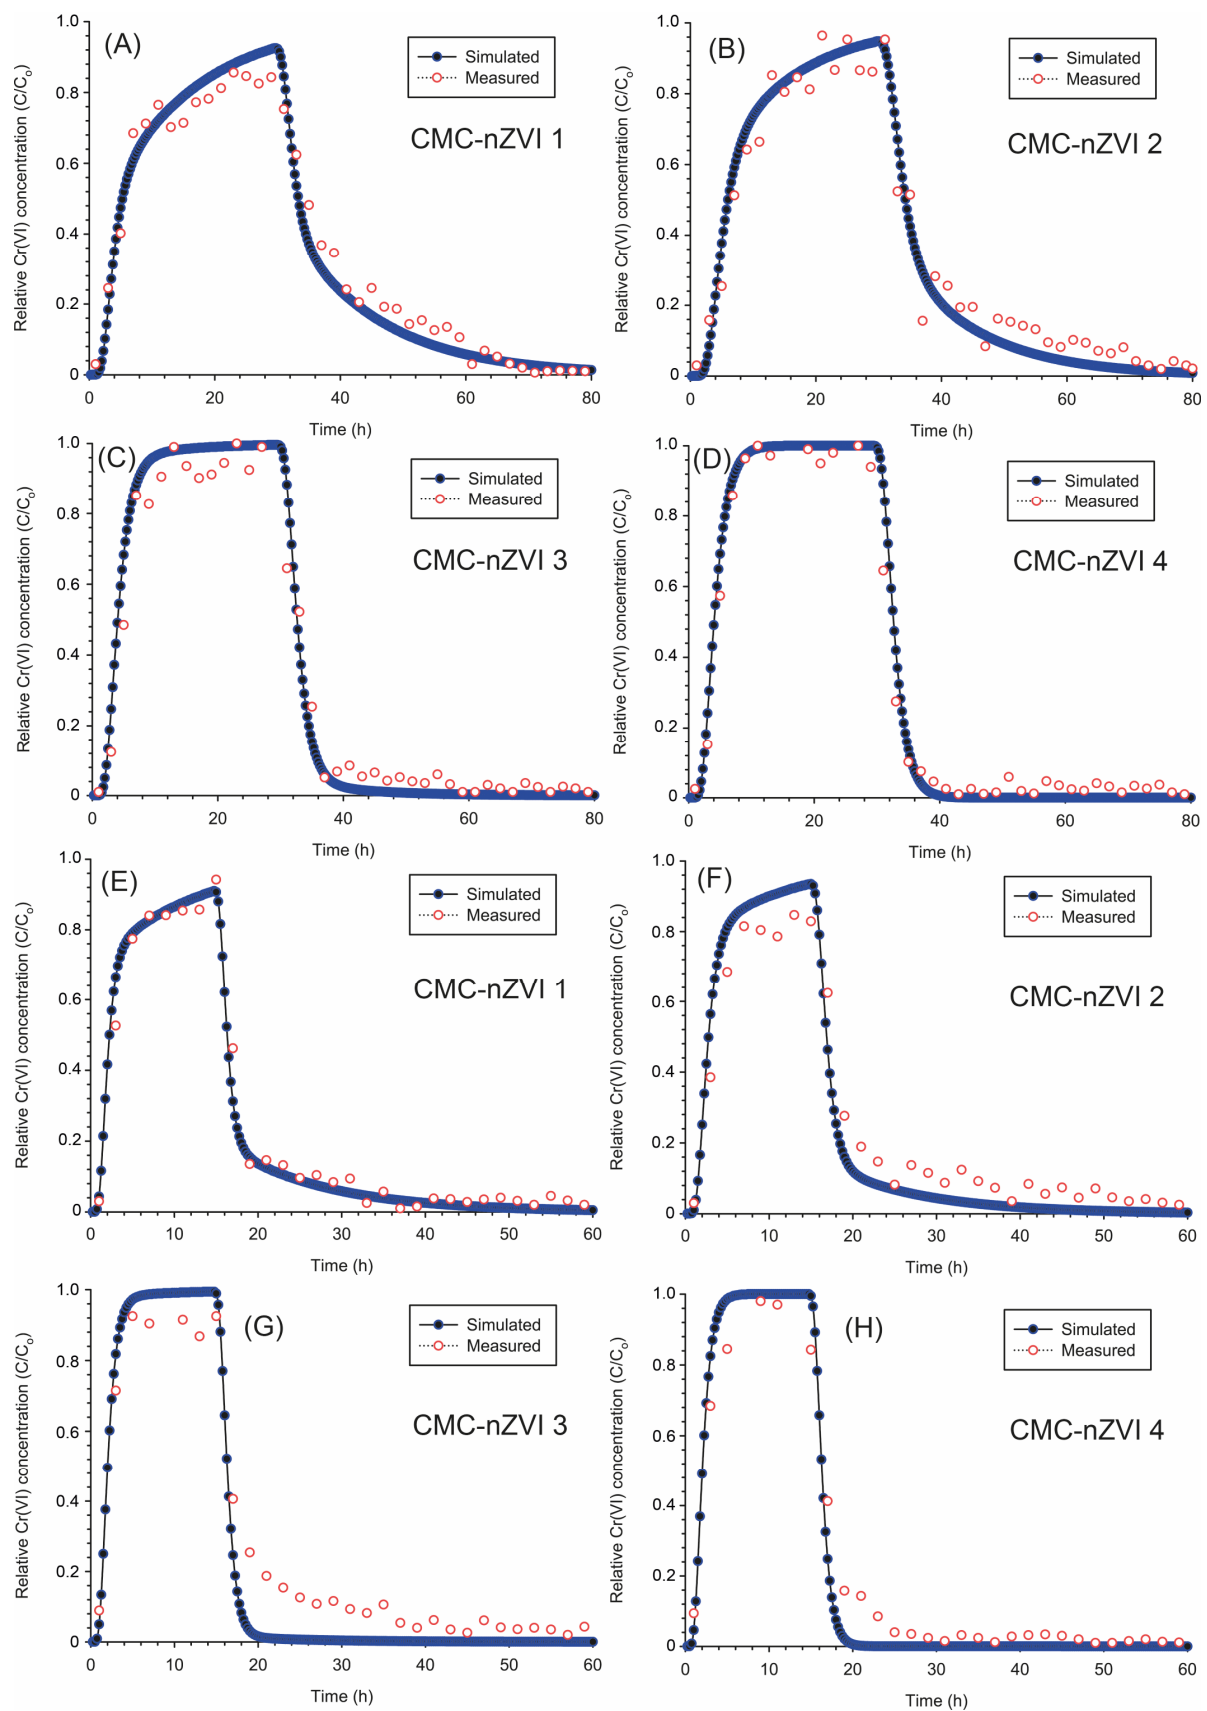 (A)
Simulated
Measured
CMC-nZVI 1
Relative Cr(VI) concentration (C/Co)
1.0
0.8
0.6
0.4
0.2
0
0 20 40 60 80
Time (h)
(B)
Simulated
Measured
CMC-nZVI 2
Relative Cr(VI) concentration (C/Co)
1.0
0.8
0.6
0.4
0.2
0
0 20 40 60 80
Time (h)
(C)
Simulated
Measured
CMC-nZVI 3
Relative Cr(VI) concentration (C/Co)
1.0
0.8
0.6
0.4
0.2
0
0 20 40 60 80
Time (h)
(D)
Simulated
Measured
CMC-nZVI 4
Relative Cr(VI) concentration (C/Co)
1.0
0.8
0.6
0.4
0.2
0
0 20 40 60 80
Time (h)
(E)
Simulated
Measured
CMC-nZVI 1
Relative Cr(VI) concentration (C/Co)
1.0
0.8
0.6
0.4
0.2
0
0 10 20 30 40 50 60
Time (h)
(F)
Simulated
Measured
CMC-nZVI 2
Relative Cr(VI) concentration (C/Co)
1.0
0.8
0.6
0.4
0.2
0
0 10 20 30 40 50 60
Time (h)
(G)
Simulated
Measured
CMC-nZVI 3
Relative Cr(VI) concentration (C/Co)
1.0
0.8
0.6
0.4
0.2
0
0 10 20 30 40 50 60
Time (h)
(H)
Simulated
Measured
CMC-nZVI 4
Relative Cr(VI) concentration (C/Co)
1.0
0.8
0.6
0.4
0.2
0
0 10 20 30 40 50 60
Time (h)